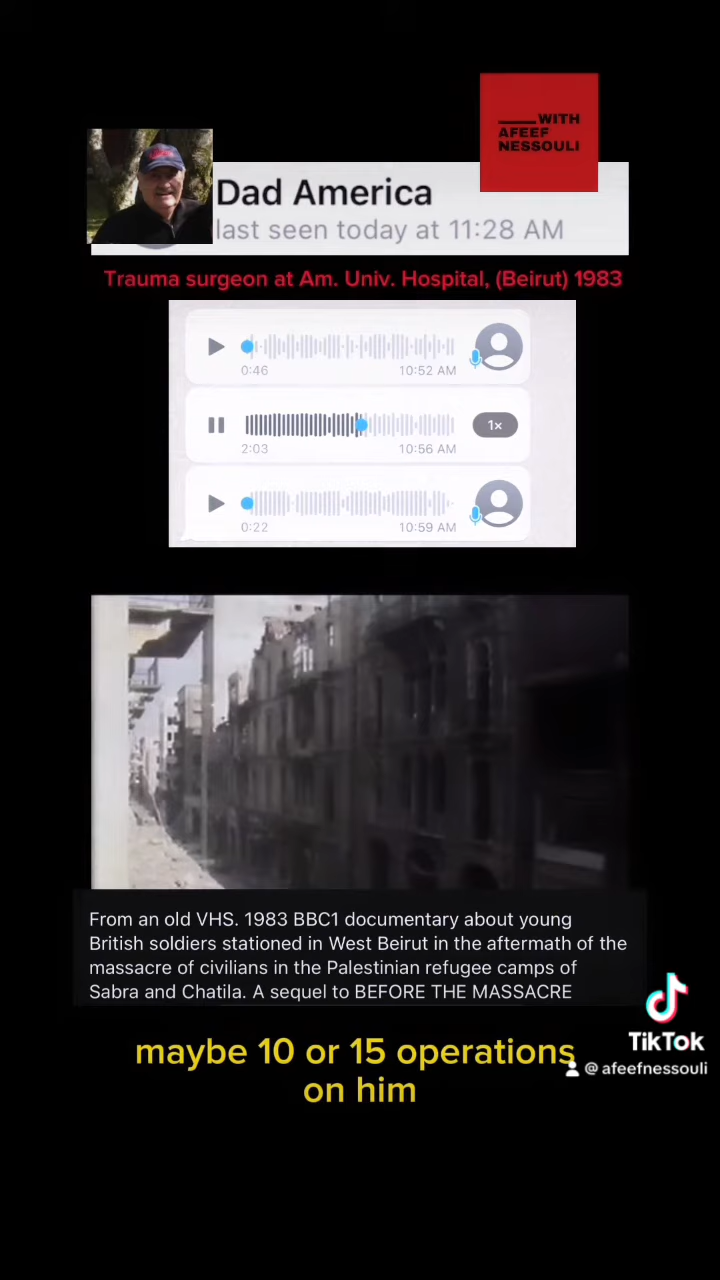 ____WITH
AFEEF
NESSOULI
Dad America
last seen today at 11:28 AM
Trauma surgeon at Am. Univ. Hospital, (Beirut) 1983
0:46 10:52 AM
1×
2:03 10:56 AM
0:22 10:59 AM
From an old VHS. 1983 BBC1 documentary about young
British soldiers stationed in West Beirut in the aftermath of the
massacre of civilians in the Palestinian refugee camps of
Sabra and Chatila. A sequel to BEFORE THE MASSACRE
TikTok
@ afeefnessouli
maybe 10 or 15 operations
on him